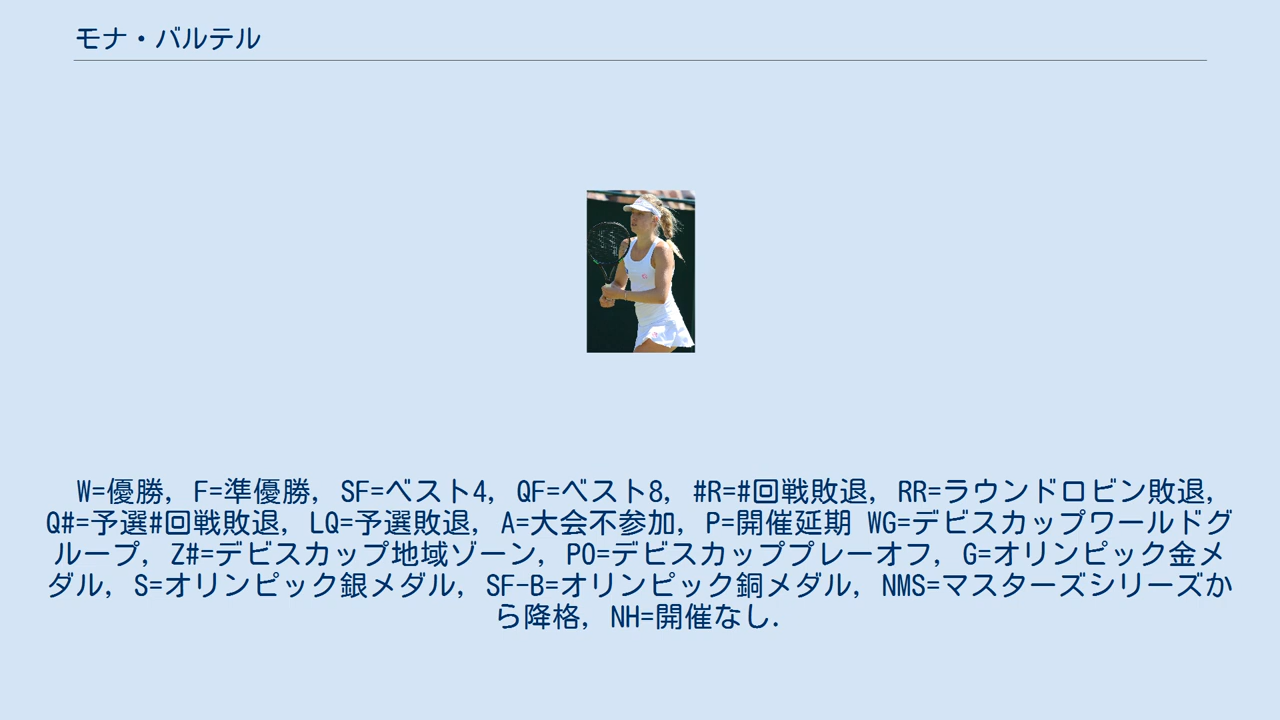 モナ・バルテル
W=優勝, F=準優勝, SF=ベスト4, QF=ベスト8, #R=#回戦敗退, RR=ラウンドロビン敗退,
Q#=予選#回戦敗退, LQ=予選敗退, A=大会不参加, P=開催延期 WG=デビスカップワールドグ
ループ, Z#=デビスカップ地域ゾーン, PO=デビスカッププレーオフ, G=オリンピック金メ
ダル, S=オリンピック銀メダル, SF-B=オリンピック銅メダル, NMS=マスターズシリーズか
ら降格, NH=開催なし.